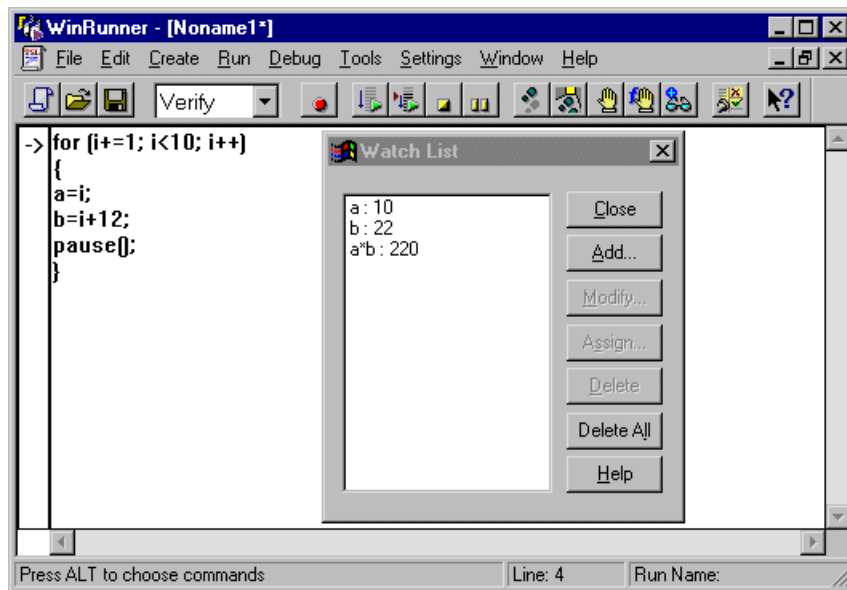 WinRunner - [Noname1*]
File Edit Create Run Debug Tools Settings Window Help
Verify
-> for (i+=1; i<10; i++)
{
a=i;
b=i+12;
pause();
}
Watch List
a : 10
b : 22
a*b : 220
Close
Add...
Modify...
Assign...
Delete
Delete All
Help
Press ALT to choose commands
Line: 4
Run Name: